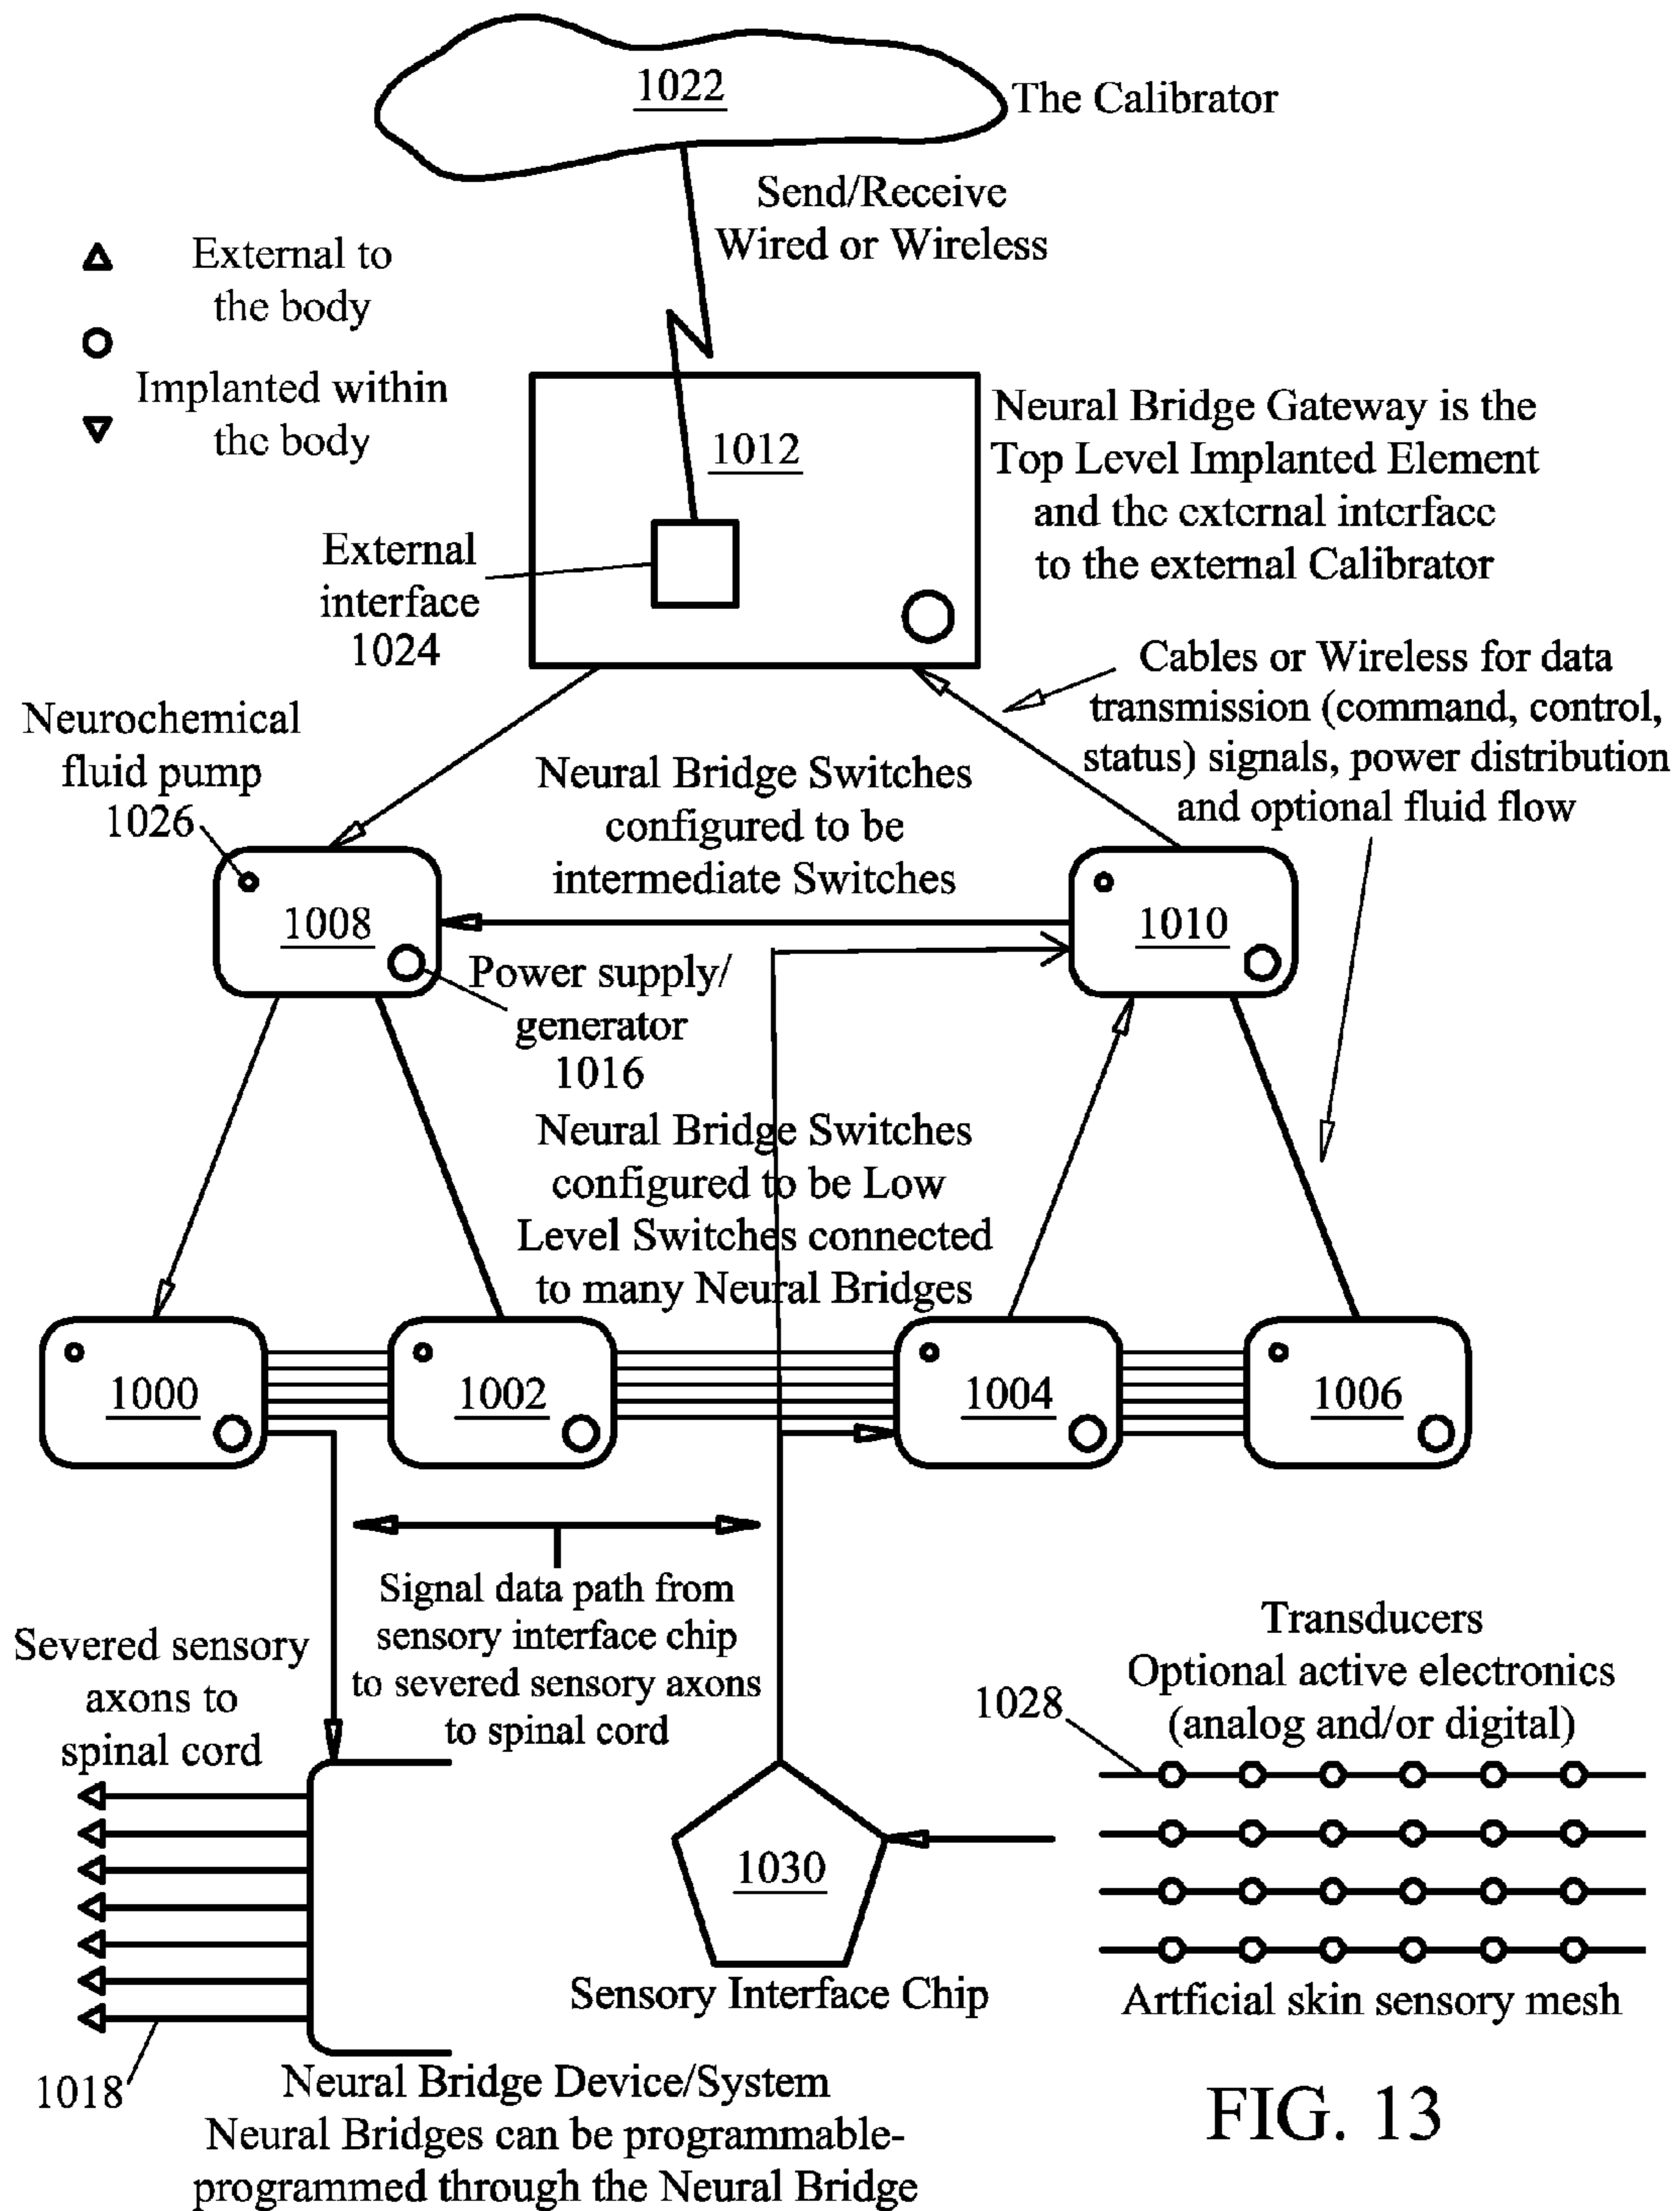 1022
The Calibrator
Send/Receive
Wired or Wireless
External to
the body
Implanted within
the body
1012
Neural Bridge Gateway is the
Top Level Implanted Element
and the external interface
to the external Calibrator
External
interface
1024
Cables or Wireless for data
transmission (command, control,
status) signals, power distribution
and optional fluid flow
Neurochemical
fluid pump
1026
Neural Bridge Switches
configured to be
intermediate Switches
1008
1010
Power supply/
generator
1016
Neural Bridge Switches
configured to be Low
Level Switches connected
to many Neural Bridges
1000
1002
1004
1006
Signal data path from
sensory interface chip
to severed sensory axons
to spinal cord
Severed sensory
axons to
spinal cord
Transducers
Optional active electronics
(analog and/or digital)
1028
1030
Sensory Interface Chip
Artficial skin sensory mesh
1018
Neural Bridge Device/System
Neural Bridges can be programmable-
programmed through the Neural Bridge
FIG. 13